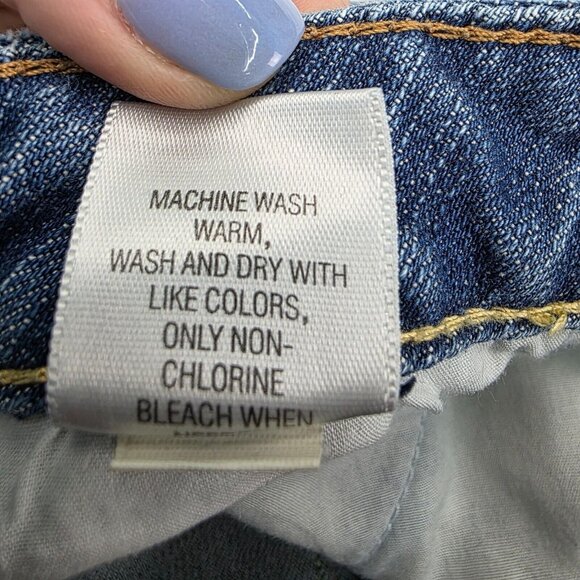 MACHINE WASH
WARM,
WASH AND DRY WITH
LIKE COLORS,
ONLY NON-
CHLORINE
BLEACH WHEN